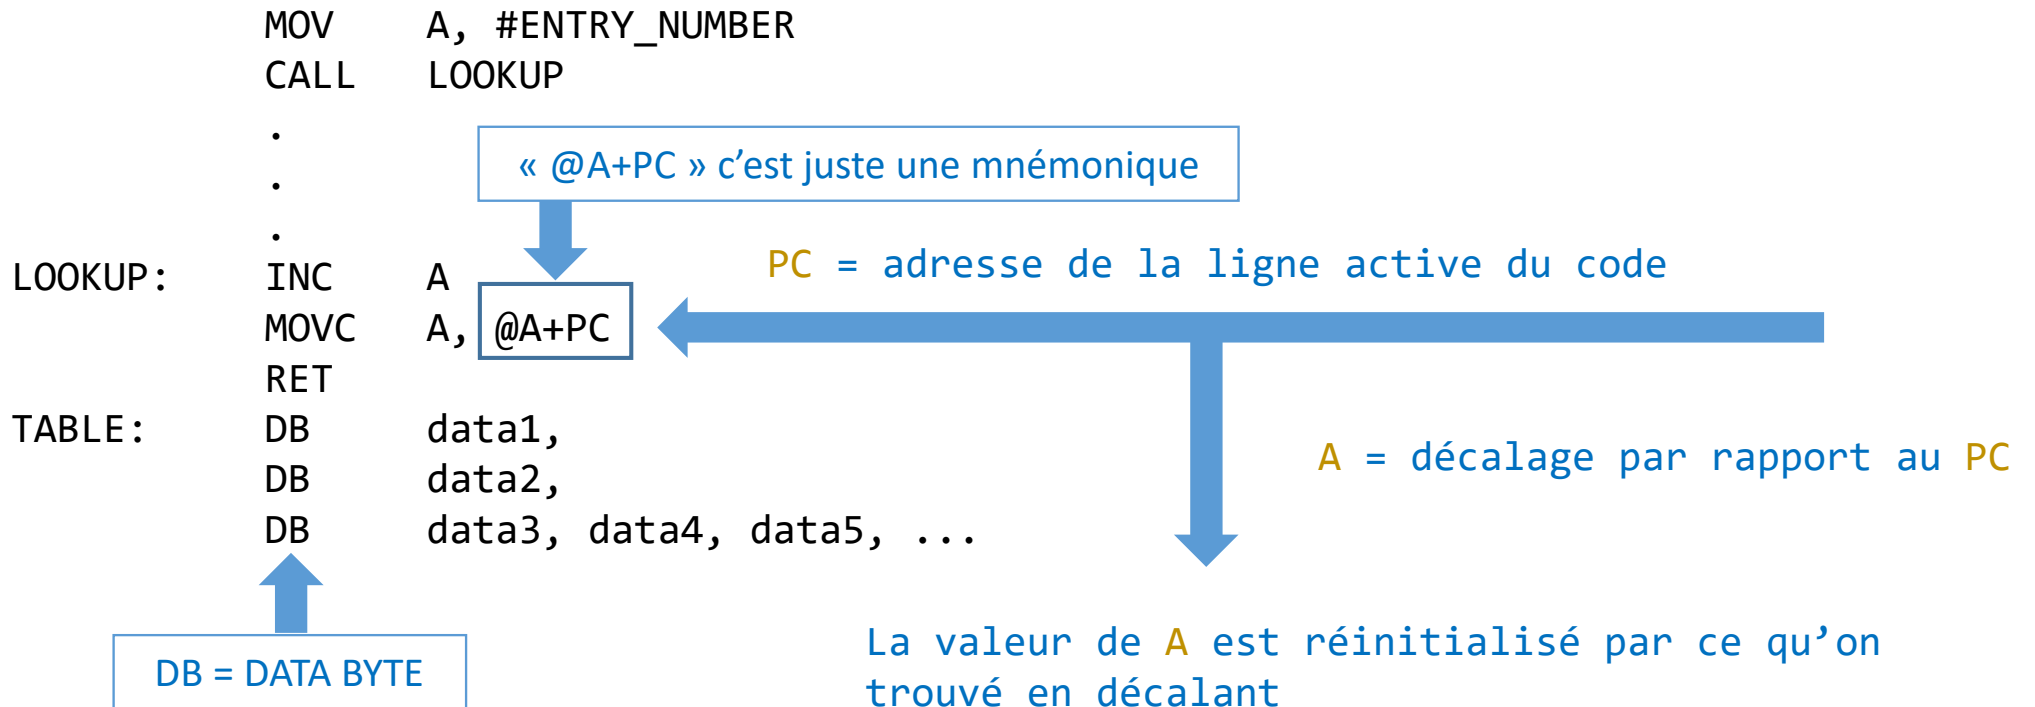 MOV A, #ENTRY_NUMBER
CALL LOOKUP
.
.
.
« @A+PC » c’est juste une mnémonique
PC = adresse de la ligne active du code
LOOKUP: INC A
MOVC A, @A+PC
RET
TABLE: DB data1,
DB data2,
DB data3, data4, data5, ...
A = décalage par rapport au PC
DB = DATA BYTE
La valeur de A est réinitialisé par ce qu’on
trouvé en décalant